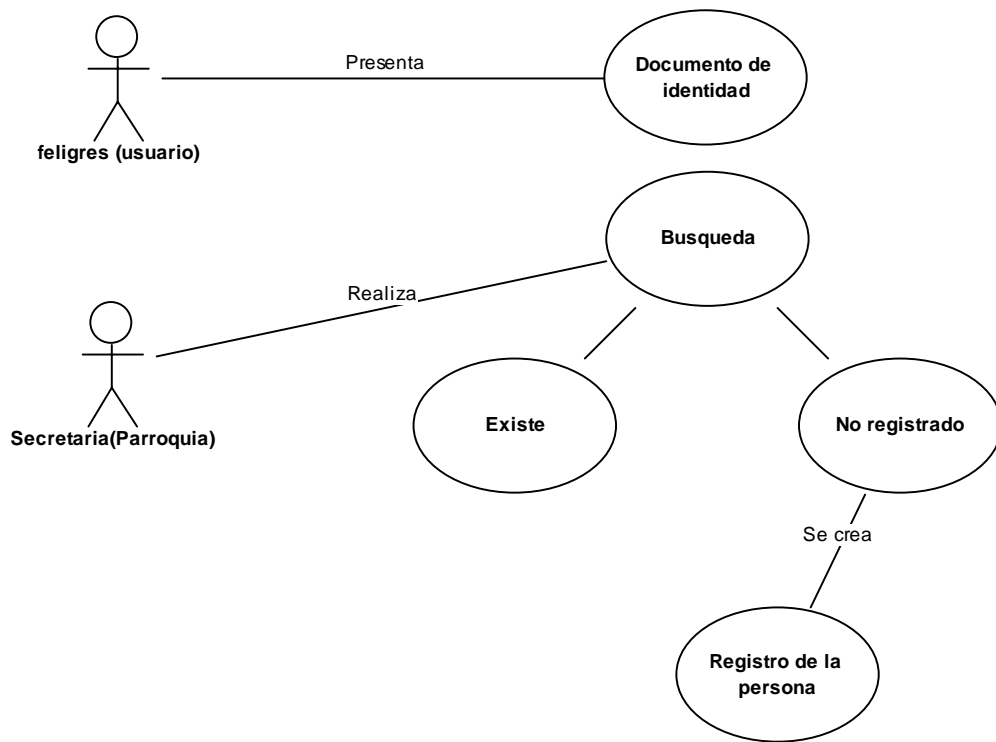 Presenta
Documento de
identidad
feligres (usuario)
Busqueda
Realiza
Secretaria(Parroquia)
Existe
No registrado
Se crea
Registro de la
persona